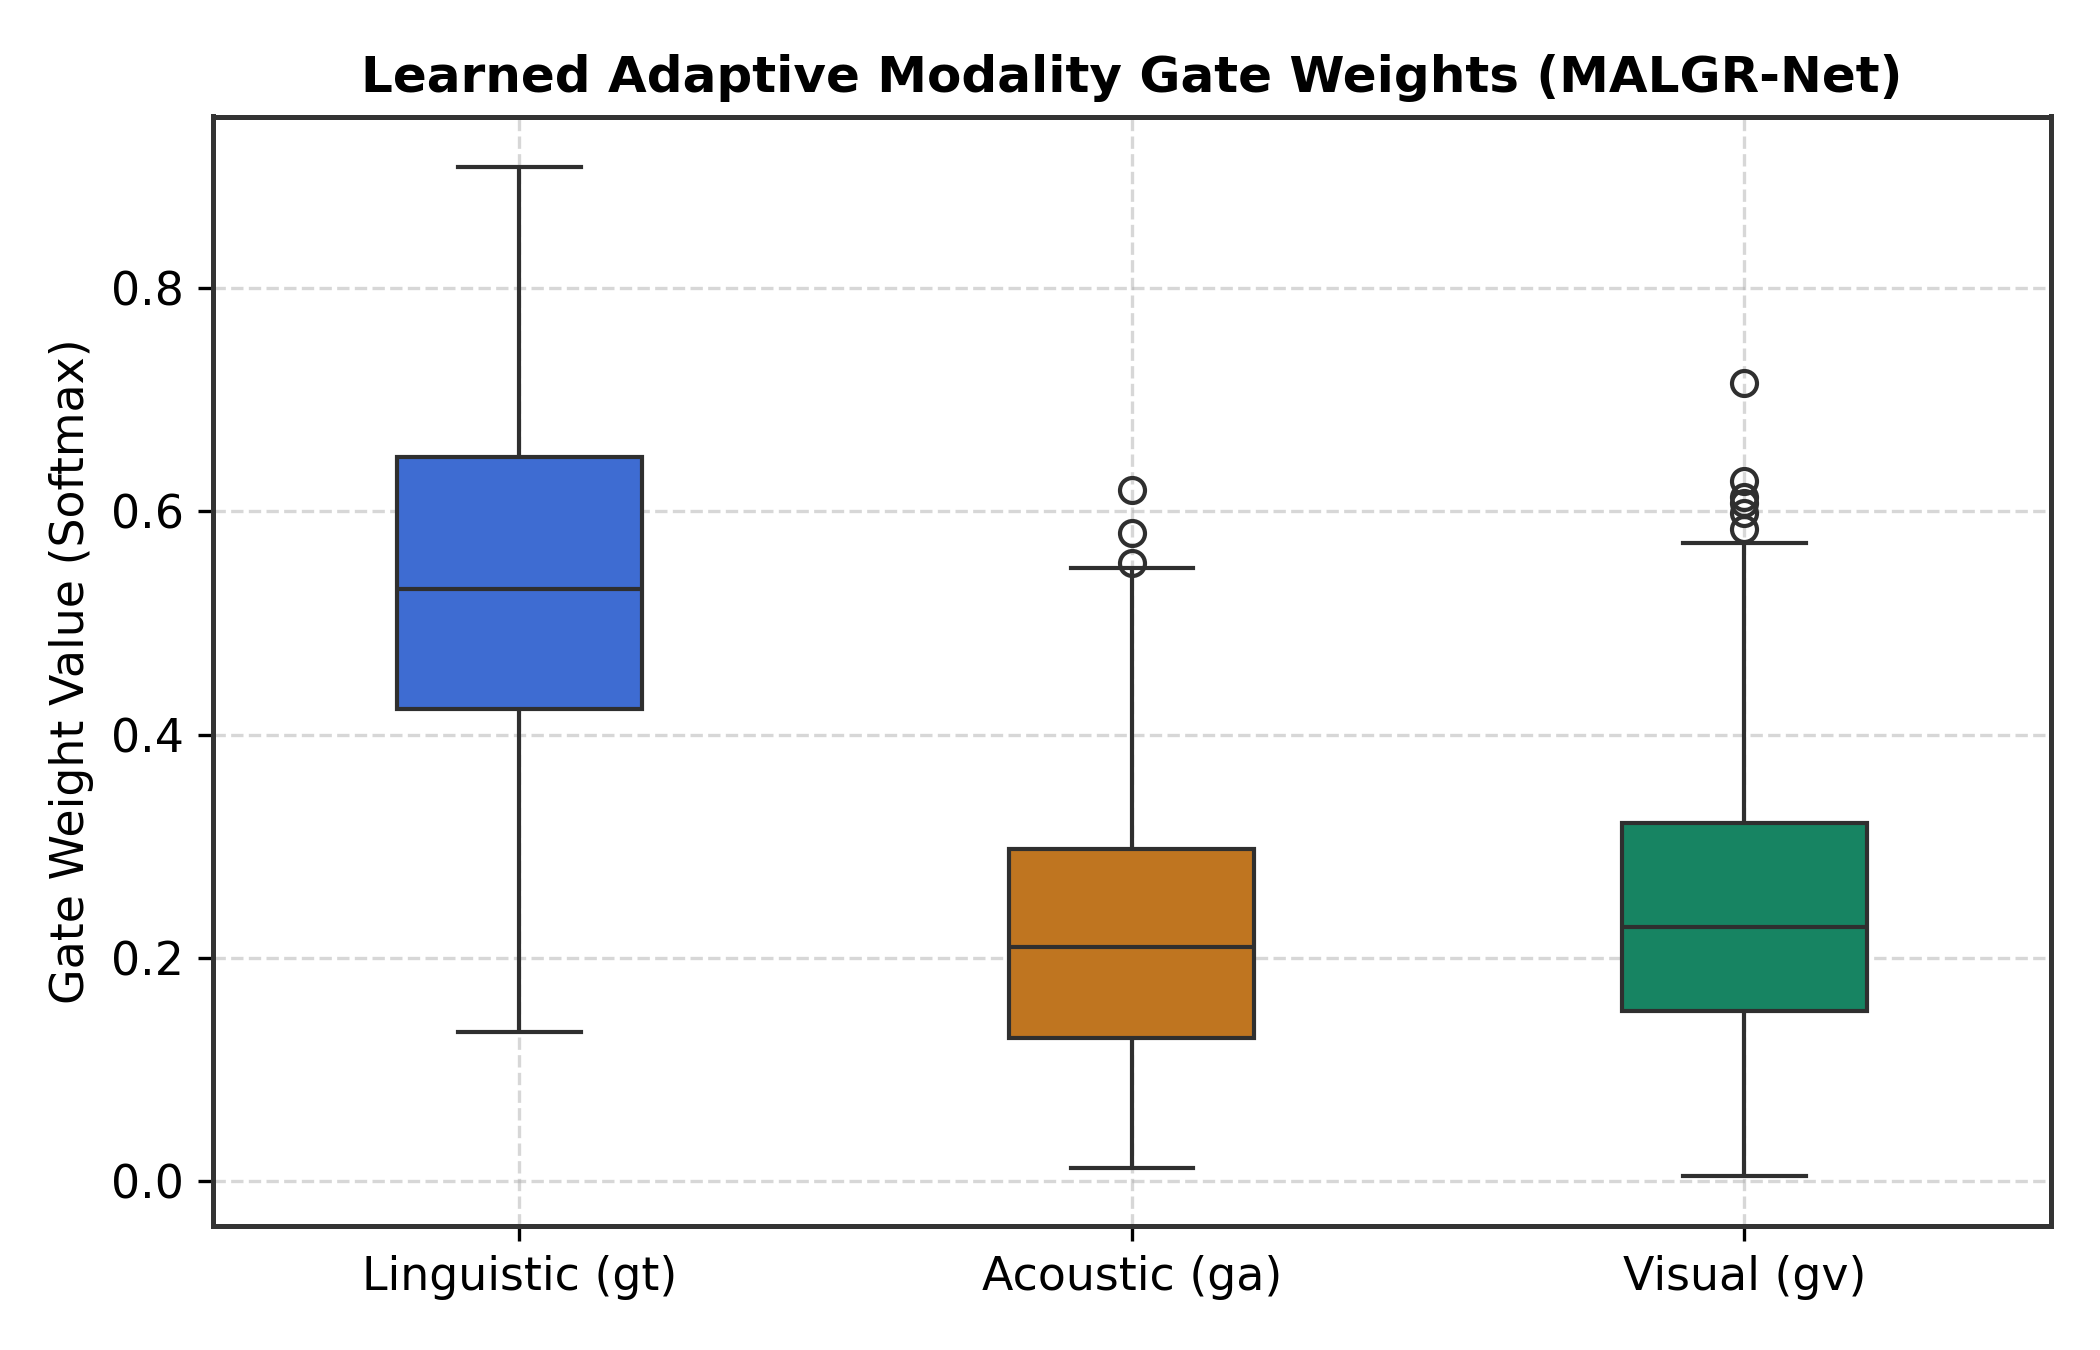 Learned Adaptive Modality Gate Weights (MALGR-Net)
Gate Weight Value (Softmax)
0.8
0.6
0.4
0.2
0.0
Linguistic (gt)
Acoustic (ga)
Visual (gv)